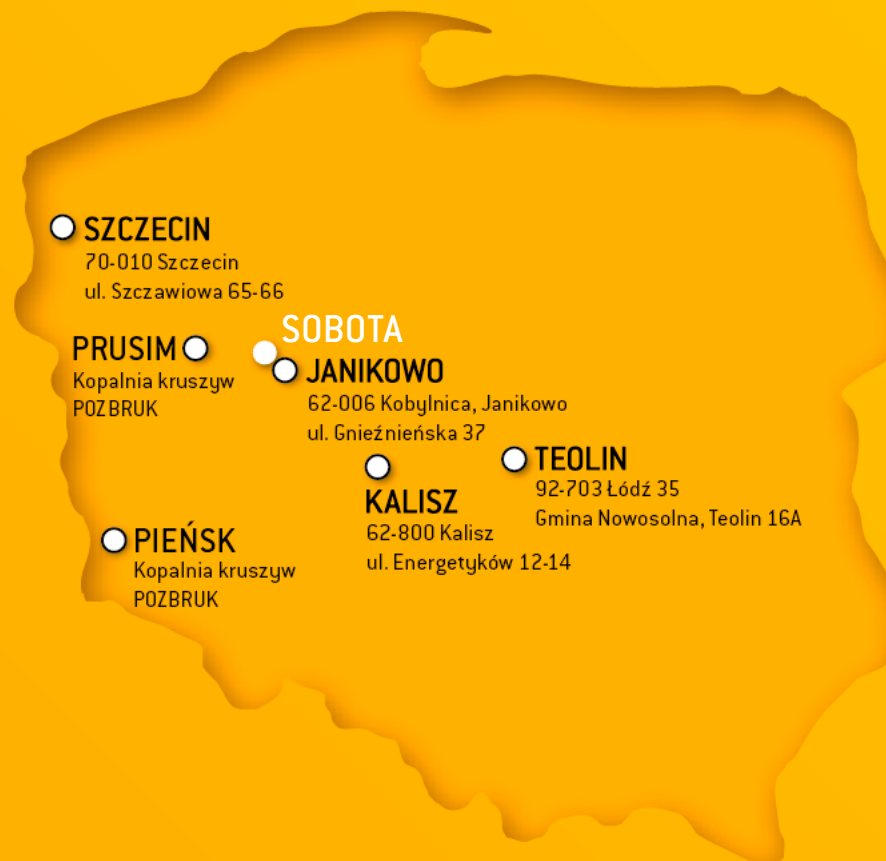 SZCZECIN
70-010 Szczecin
ul. Szczawiowa 65-66
SOBOTA
PRUSIM
Kopalnia kruszyw
POZBRUK
JANIKOWO
62-006 Kobylnica, Janikowo
ul. Gnieźnieńska 37
TEOLIN
92-703 Łódź 35
Gmina Nowosolna, Teolin 16A
KALISZ
62-800 Kalisz
ul. Energetyków 12-14
PIEŃSK
Kopalnia kruszyw
POZBRUK